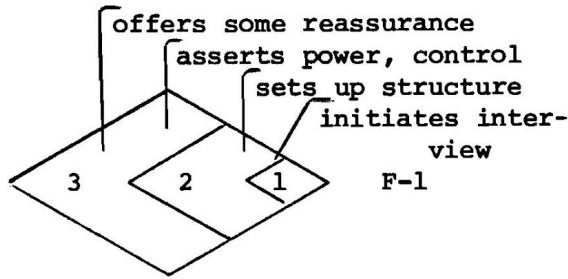 offers some reassurance
asserts power, control
sets up structure
initiates inter-
view
3 2 1 F-1